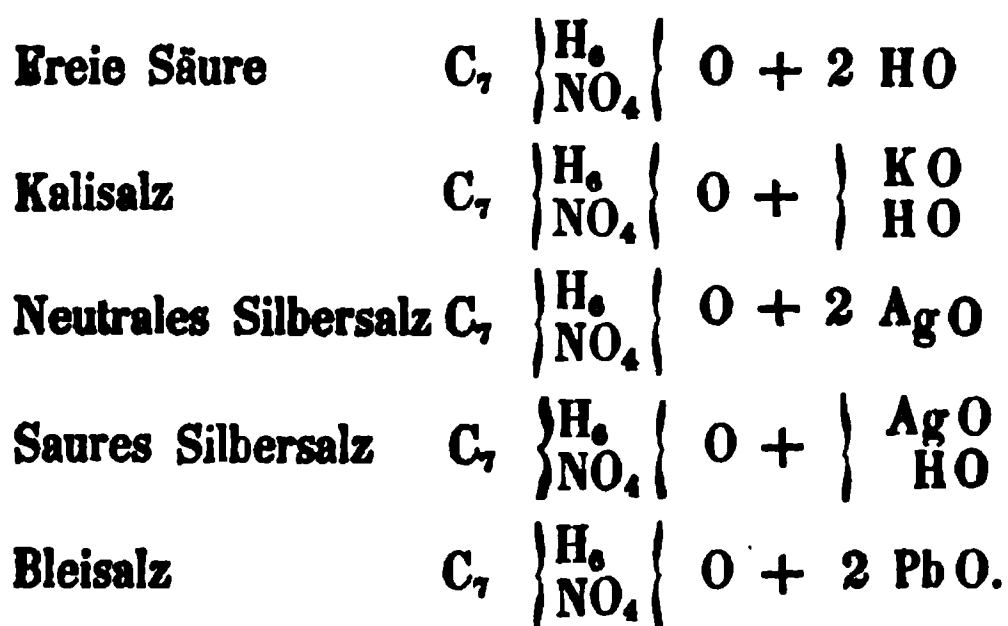 Freie Säure C₇ }H₆ NO₄{ O + 2 HO
Kalisalz C₇ }H₆ NO₄{ O + } KO HO
Neutrales Silbersalz C₇ }H₆ NO₄{ O + 2 AgO
Saures Silbersalz C₇ }H₆ NO₄{ O + } AgO HO
Bleisalz C₇ }H₆ NO₄{ O + 2 PbO.